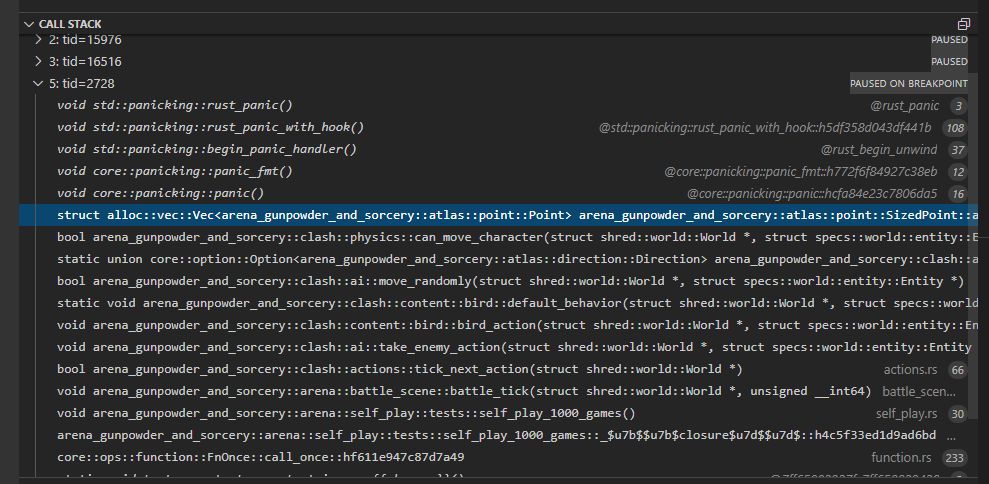 CALL STACK
2: tid=15976 PAUSED
3: tid=16516 PAUSED
5: tid=2728 PAUSED ON BREAKPOINT
void std::panicking::rust_panic() @rust_panic 3
void std::panicking::rust_panic_with_hook() @std::panicking::rust_panic_with_hook::h5df358d043df441b 108
void std::panicking::begin_panic_handler() @rust_begin_unwind 37
void core::panicking::panic_fmt() @core::panicking::panic_fmt::h772f6f84927c38eb 12
void core::panicking::panic() @core::panicking::panic::hcfa84e23c7806da5 16
struct alloc::vec::Vec<arena_gunpowder_and_sorcery::atlas::point::Point> arena_gunpowder_and_sorcery::atlas::point::SizedPoint::a
bool arena_gunpowder_and_sorcery::clash::physics::can_move_character(struct shred::world::World *, struct specs::world::entity::E
static union core::option::Option<arena_gunpowder_and_sorcery::atlas::direction::Direction> arena_gunpowder_and_sorcery::clash::a
bool arena_gunpowder_and_sorcery::clash::ai::move_randomly(struct shred::world::World *, struct specs::world::entity::Entity *)
static void arena_gunpowder_and_sorcery::clash::content::bird::default_behavior(struct shred::world::World *, struct specs::world
void arena_gunpowder_and_sorcery::clash::content::bird::bird_action(struct shred::world::World *, struct specs::world::entity::En
void arena_gunpowder_and_sorcery::clash::ai::take_enemy_action(struct shred::world::World *, struct specs::world::entity::Entity
bool arena_gunpowder_and_sorcery::clash::actions::tick_next_action(struct shred::world::World *) actions.rs 66
void arena_gunpowder_and_sorcery::arena::battle_scene::battle_tick(struct shred::world::World *, unsigned __int64) battle_scen...
void arena_gunpowder_and_sorcery::arena::self_play::tests::self_play_1000_games() self_play.rs 30
arena_gunpowder_and_sorcery::arena::self_play::tests::self_play_1000_games::_$u7b$$u7b$closure$u7d$$u7d$::h4c5f33ed1d9ad6bd ...
core::ops::function::FnOnce::call_once::hf611e947c87d7a49 function.rs 233